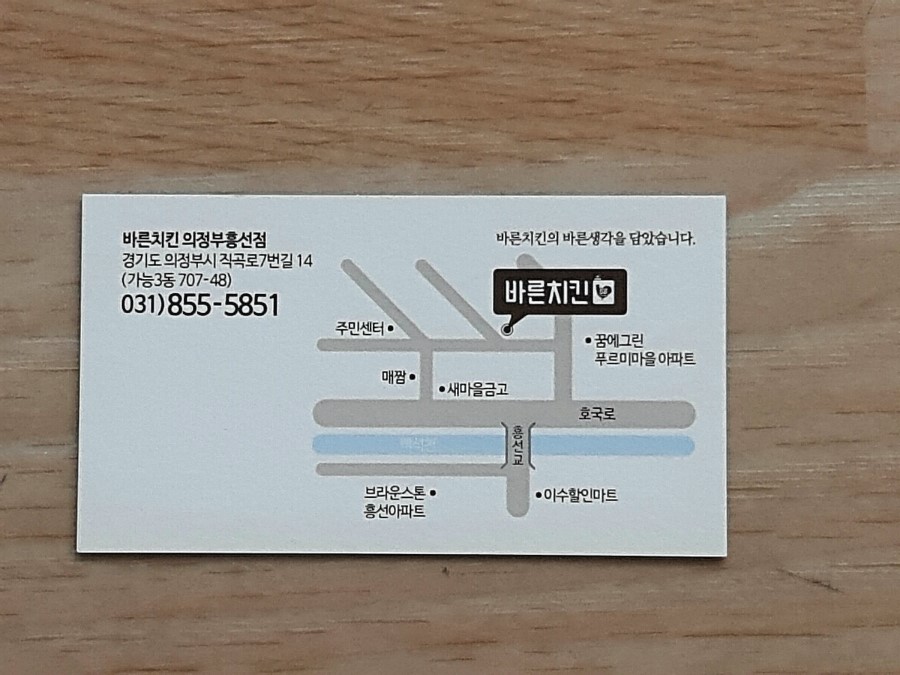 바른치킨 의정부흥선점
경기도 의정부시 직곡로7번길 14
(가능3동 707-48)
031)855-5851
바른치킨의 바른생각을 담았습니다.
바른치킨
주민센터
꿈에그린
푸르미마을 아파트
매짬
새마을금고
호국로
흥선교
브라운스톤
흥선아파트
이수할인마트